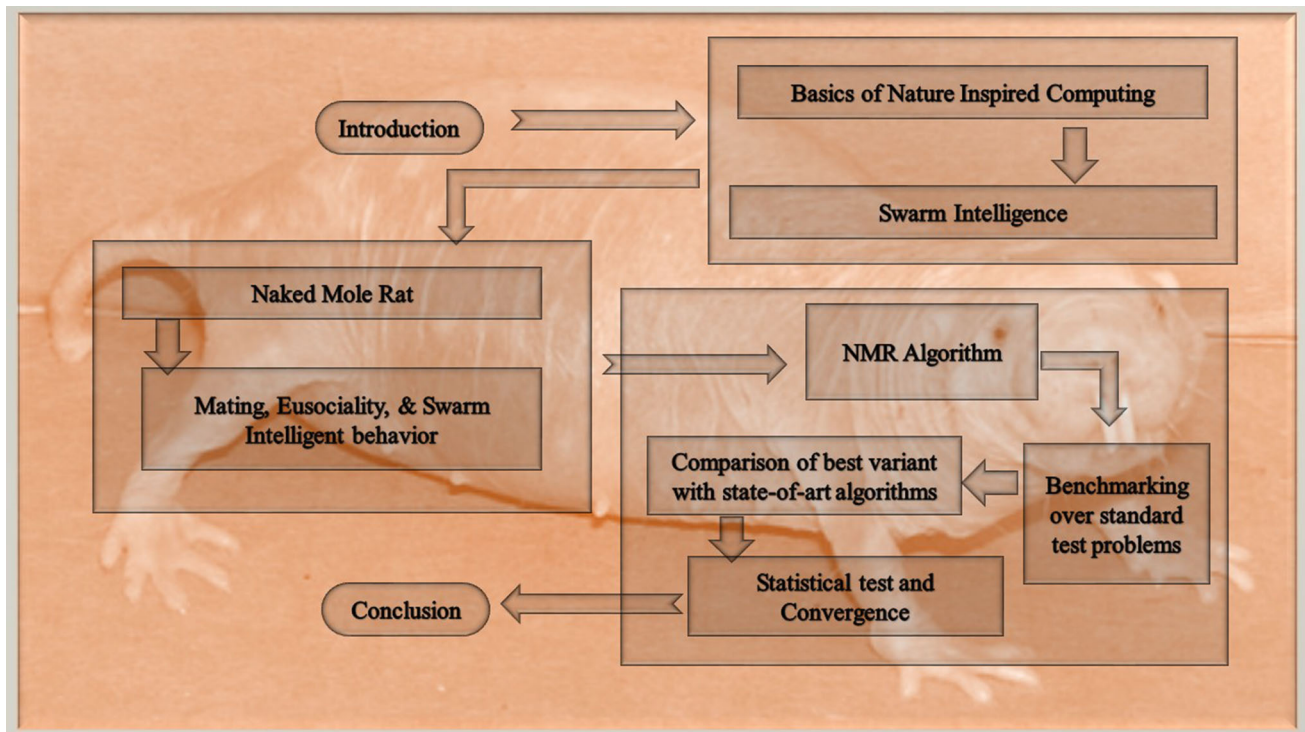 Introduction
Basics of Nature Inspired Computing
Swarm Intelligence
Naked Mole Rat
Mating, Eusociality, & Swarm
Intelligent behavior
NMR Algorithm
Benchmarking
over standard
test problems
Comparison of best variant
with state-of-art algorithms
Statistical test and
Convergence
Conclusion